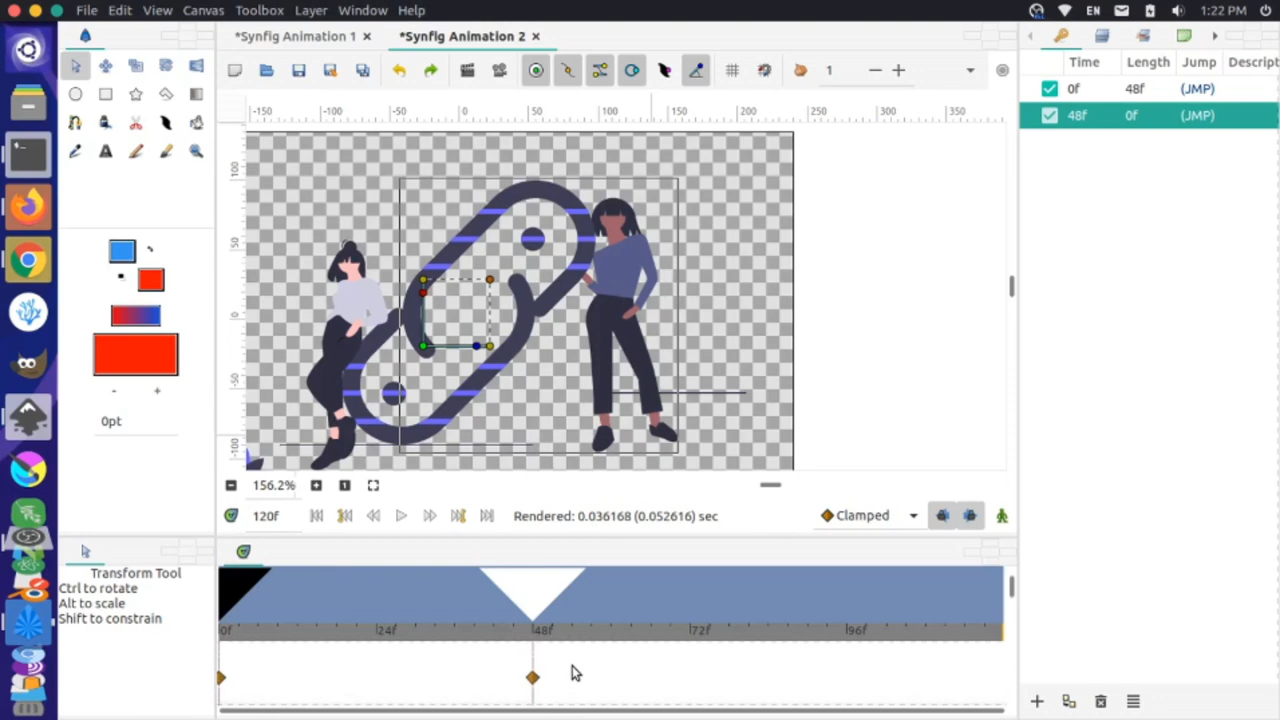 File Edit View Canvas Toolbox Layer Window Help
EN 1:22 PM
*Synfig Animation 1
*Synfig Animation 2
1
-150 -100 -50 0 50 100 150 200 250 300 350
100
50
0
-50
-100
0pt
156.2%
120f
Rendered: 0.036168 (0.052616) sec
Clamped
Transform Tool
Ctrl to rotate
Alt to scale
Shift to constrain
0f 24f 48f 72f 96f
Time Length Jump Descript
0f 48f (JMP)
48f 0f (JMP)